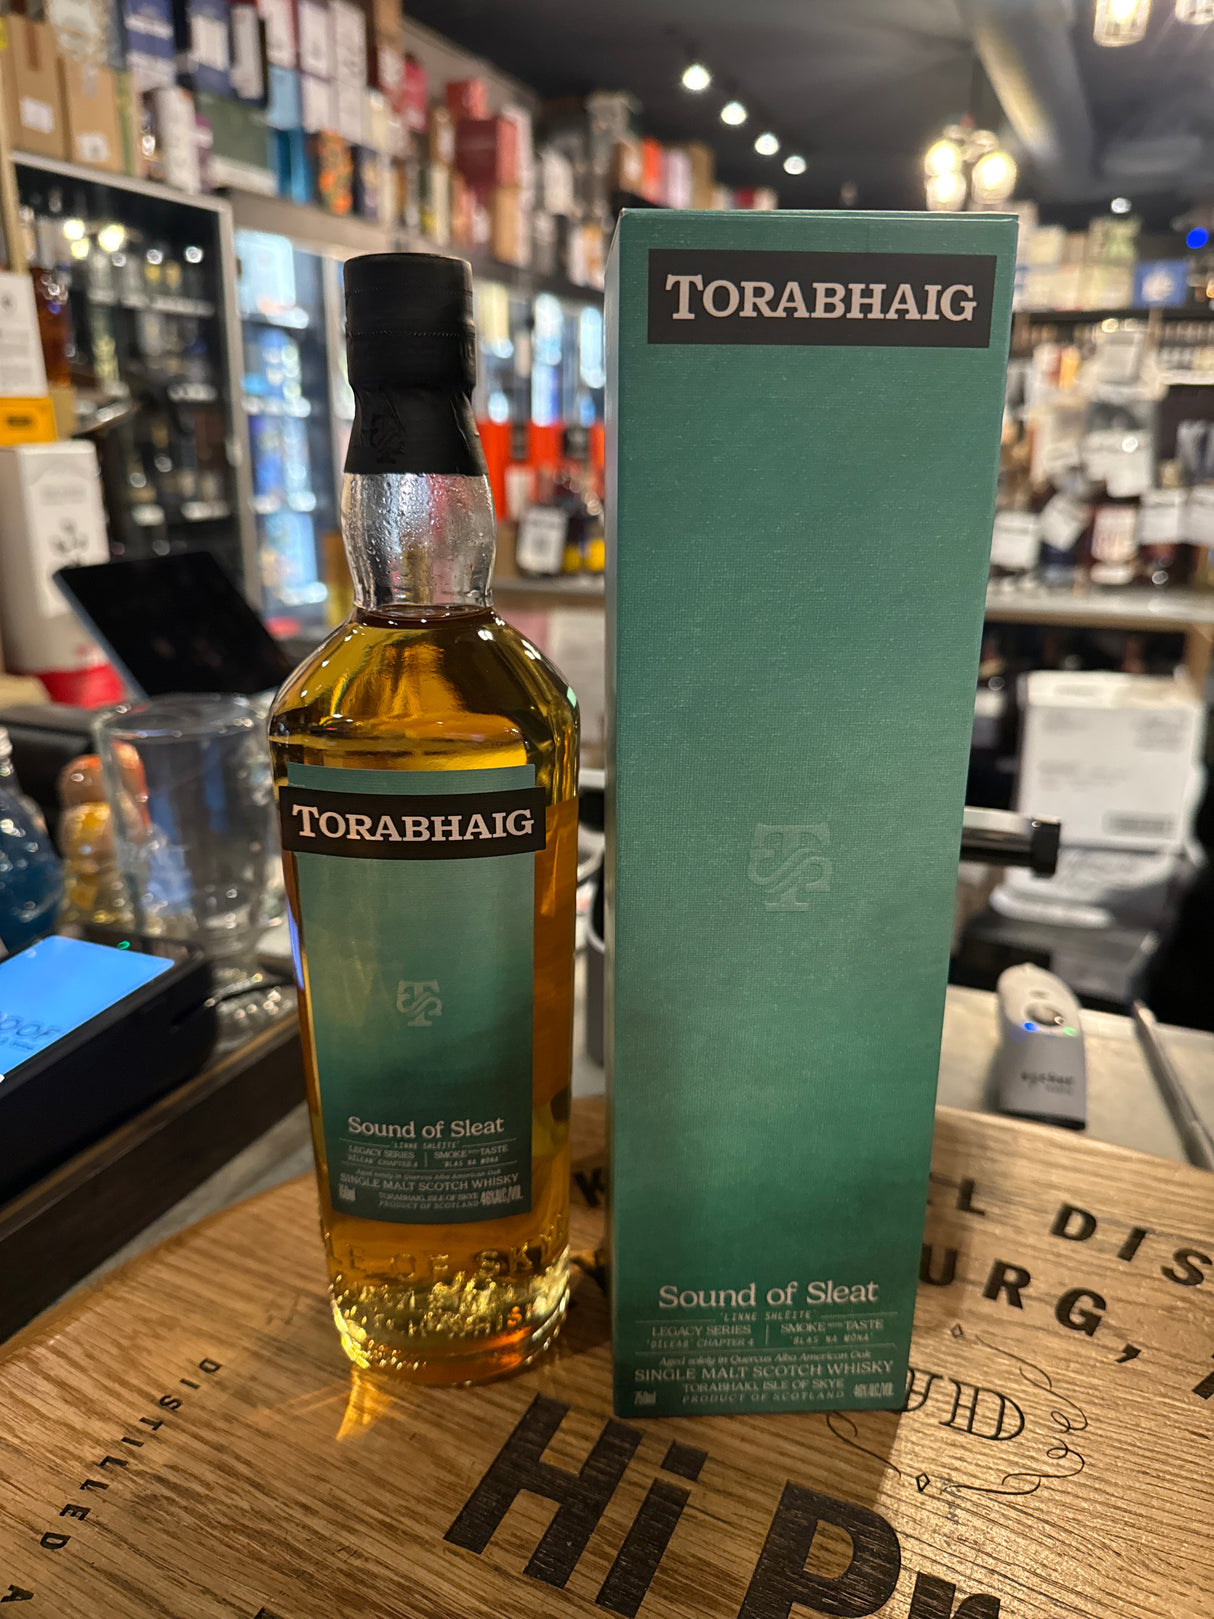 TORABHAIG
Sound of Sleat
'LINNE SHLÈITE'
LEGACY SERIES | SMOKE WITH TASTE
'DÌLEAB' CHAPTER 4 | 'BLAS NA MÒNA'
Aged solely in Quercus Alba American Oak
SINGLE MALT SCOTCH WHISKY
750ml TORABHAIG, ISLE OF SKYE 46%ALC./VOL.
PRODUCT OF SCOTLAND
TORABHAIG
Sound of Sleat
'LINNE SHLÈITE'
LEGACY SERIES | SMOKE WITH TASTE
'DÌLEAB' CHAPTER 4 | 'BLAS NA MÒNA'
Aged solely in Quercus Alba American Oak
SINGLE MALT SCOTCH WHISKY
TORABHAIG, ISLE OF SKYE
750ml PRODUCT OF SCOTLAND 46%ALC./VOL.
LE OF SKY
L DIS
URG,
DISTILLED A
Hi Pr